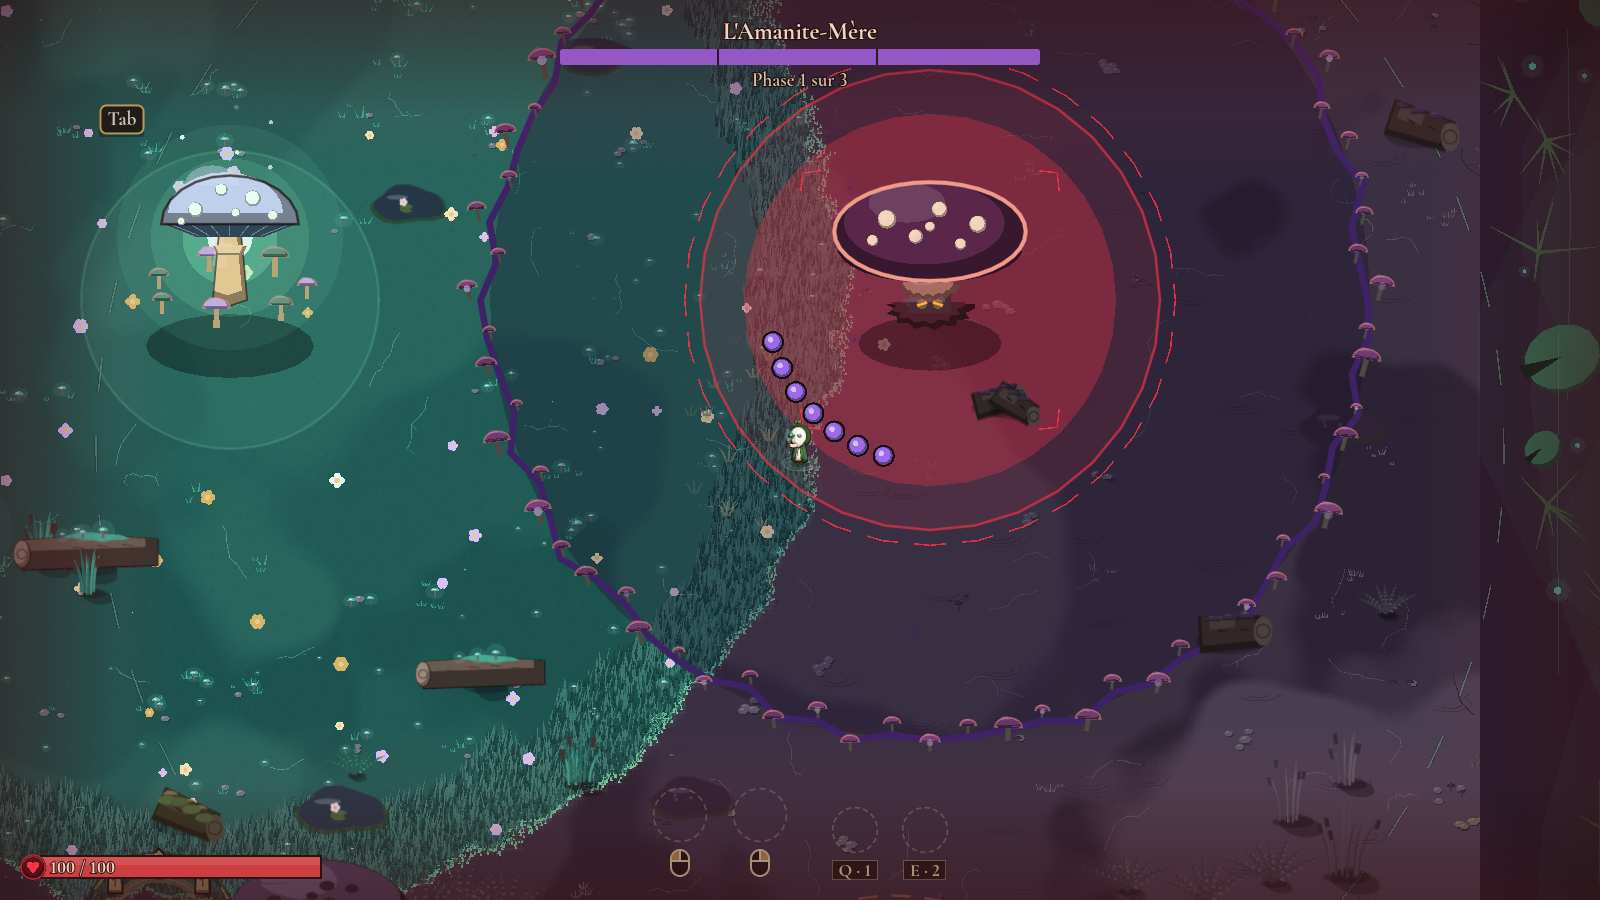 L'Amanite-Mère
Phase 1 sur 3
Tab
100 / 100
Q · 1
E · 2